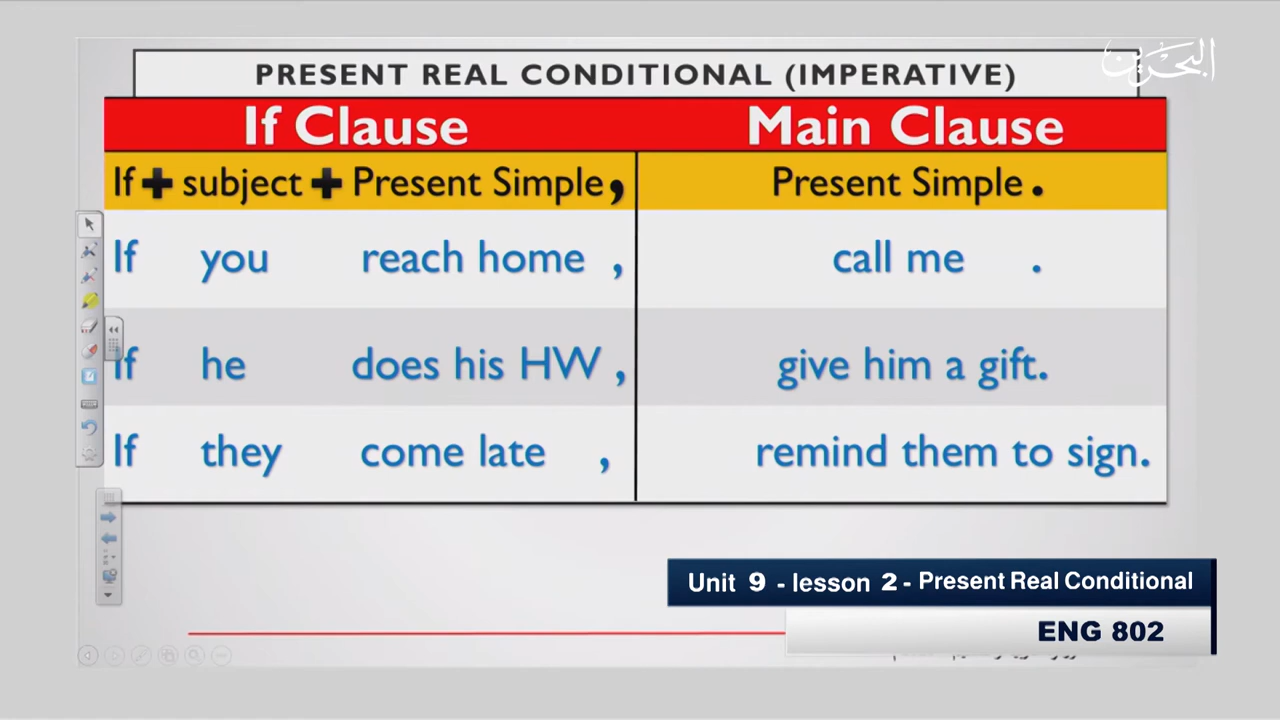 البحرين
PRESENT REAL CONDITIONAL (IMPERATIVE)
If Clause Main Clause
If + subject + Present Simple, Present Simple.
If you reach home , call me .
If he does his HW , give him a gift.
If they come late , remind them to sign.
Unit 9 - lesson 2 - Present Real Conditional
ENG 802